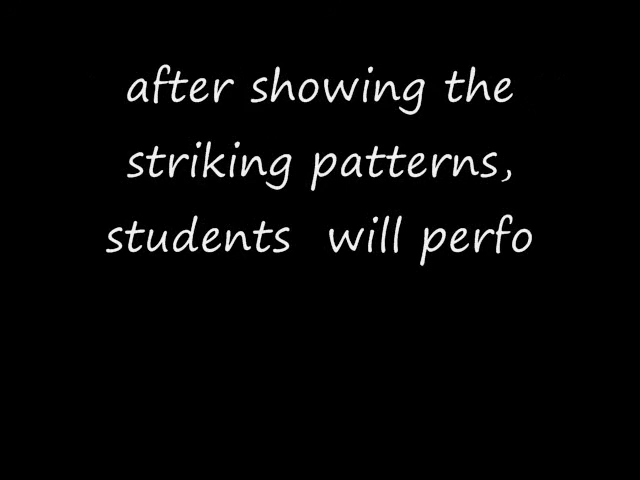 after showing the
striking patterns,
students  will perfo